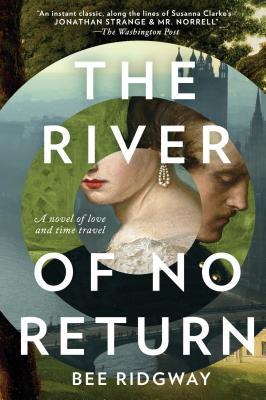 "An instant classic, along the lines of Susanna Clarke's
JONATHAN STRANGE & MR. NORRELL"
—The Washington Post
THE
RIVER
A novel of love
and time travel
OF NO
RETURN
BEE RIDGWAY